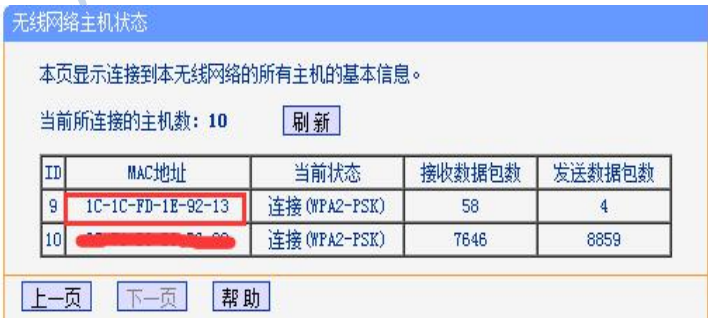 无线网络主机状态
本页显示连接到本无线网络的所有主机的基本信息。
当前所连接的主机数: 10 刷新
ID MAC地址 当前状态 接收数据包数 发送数据包数
9 1C-1C-FD-1E-92-13 连接(WPA2-PSK) 58 4
10 连接(WPA2-PSK) 7646 8859
上一页 下一页 帮助